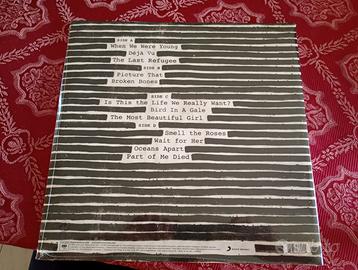 SIDE A
When We Were Young
Déjà Vu
The Last Refugee
SIDE B
Picture That
Broken Bones
SIDE C
Is This the Life We Really Want?
Bird In A Gale
The Most Beautiful Girl
SIDE D
Smell the Roses
Wait for Her
Oceans Apart
Part of Me Died